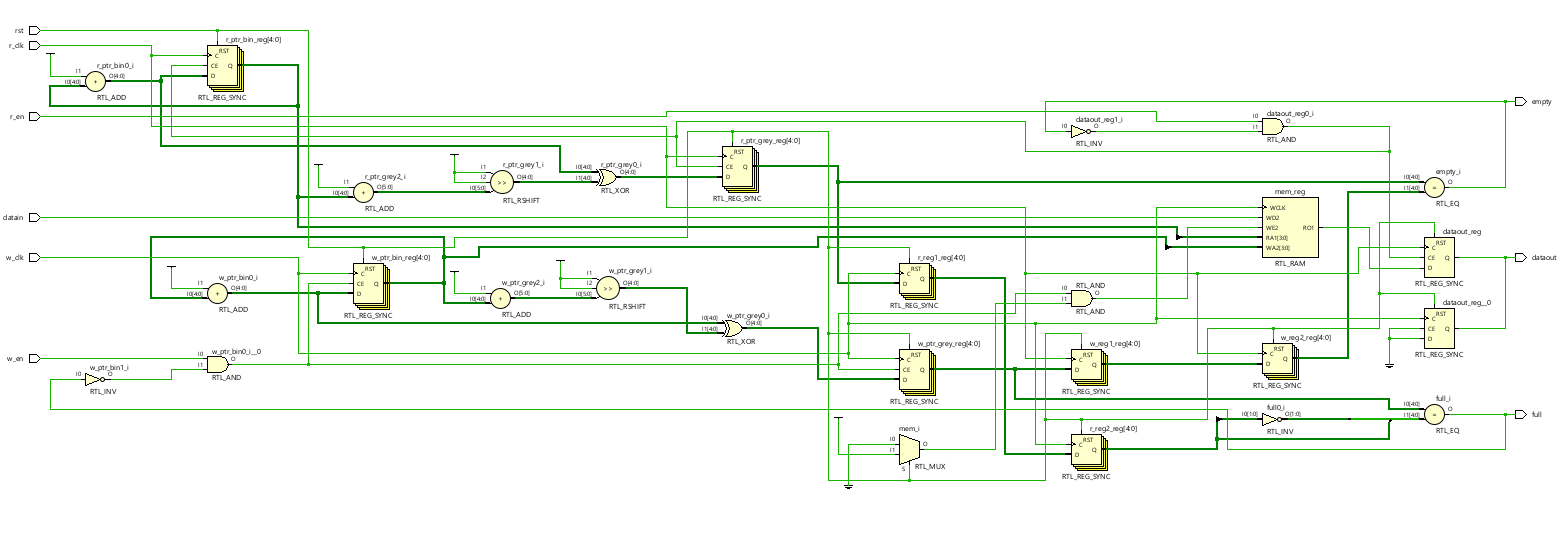 rst
r_clk
r_ptr_bin_reg[4:0]
RST
C
CE
D
Q
RTL_REG_SYNC
r_ptr_bin0_i
I1
I0[4:0]
+
O[4:0]
RTL_ADD
r_en
empty
dataout_reg1_i
I0
O
RTL_INV
dataout_reg0_i
I0
I1
O
RTL_AND
r_ptr_grey_reg[4:0]
RST
C
CE
D
Q
RTL_REG_SYNC
r_ptr_grey2_i
I1
I0[4:0]
+
O[5:0]
RTL_ADD
r_ptr_grey1_i
I1
I2
I0[5:0]
>>
O[4:0]
RTL_RSHIFT
r_ptr_grey0_i
I0[4:0]
I1[4:0]
O[4:0]
RTL_XOR
empty_i
I0[4:0]
I1[4:0]
=
O
RTL_EQ
mem_reg
WCLK
WD2
WE2
RA1[3:0]
WA2[3:0]
RO1
RTL_RAM
datain
dataout_reg
RST
C
CE
D
Q
RTL_REG_SYNC
dataout
w_clk
w_ptr_bin_reg[4:0]
RST
C
CE
D
Q
RTL_REG_SYNC
w_ptr_bin0_i
I1
I0[4:0]
+
O[4:0]
RTL_ADD
w_ptr_grey2_i
I1
I0[4:0]
+
O[5:0]
RTL_ADD
w_ptr_grey1_i
I1
I2
I0[5:0]
>>
O[4:0]
RTL_RSHIFT
r_reg1_reg[4:0]
RST
C
D
Q
RTL_REG_SYNC
RTL_AND
I0
I1
O
RTL_AND
dataout_reg__0
RST
C
CE
D
Q
RTL_REG_SYNC
w_ptr_grey0_i
I0[4:0]
I1[4:0]
O[4:0]
RTL_XOR
w_en
w_ptr_bin0_i__0
I0
I1
O
RTL_AND
w_ptr_bin1_i
I0
O
RTL_INV
w_ptr_grey_reg[4:0]
RST
C
CE
D
Q
RTL_REG_SYNC
w_reg1_reg[4:0]
RST
C
D
Q
RTL_REG_SYNC
w_reg2_reg[4:0]
RST
C
D
Q
RTL_REG_SYNC
full_i
I0[4:0]
I1[4:0]
=
O
RTL_EQ
full
full0_i
I0[1:0]
O[1:0]
RTL_INV
mem_i
I0
I1
S
O
RTL_MUX
r_reg2_reg[4:0]
RST
C
D
Q
RTL_REG_SYNC